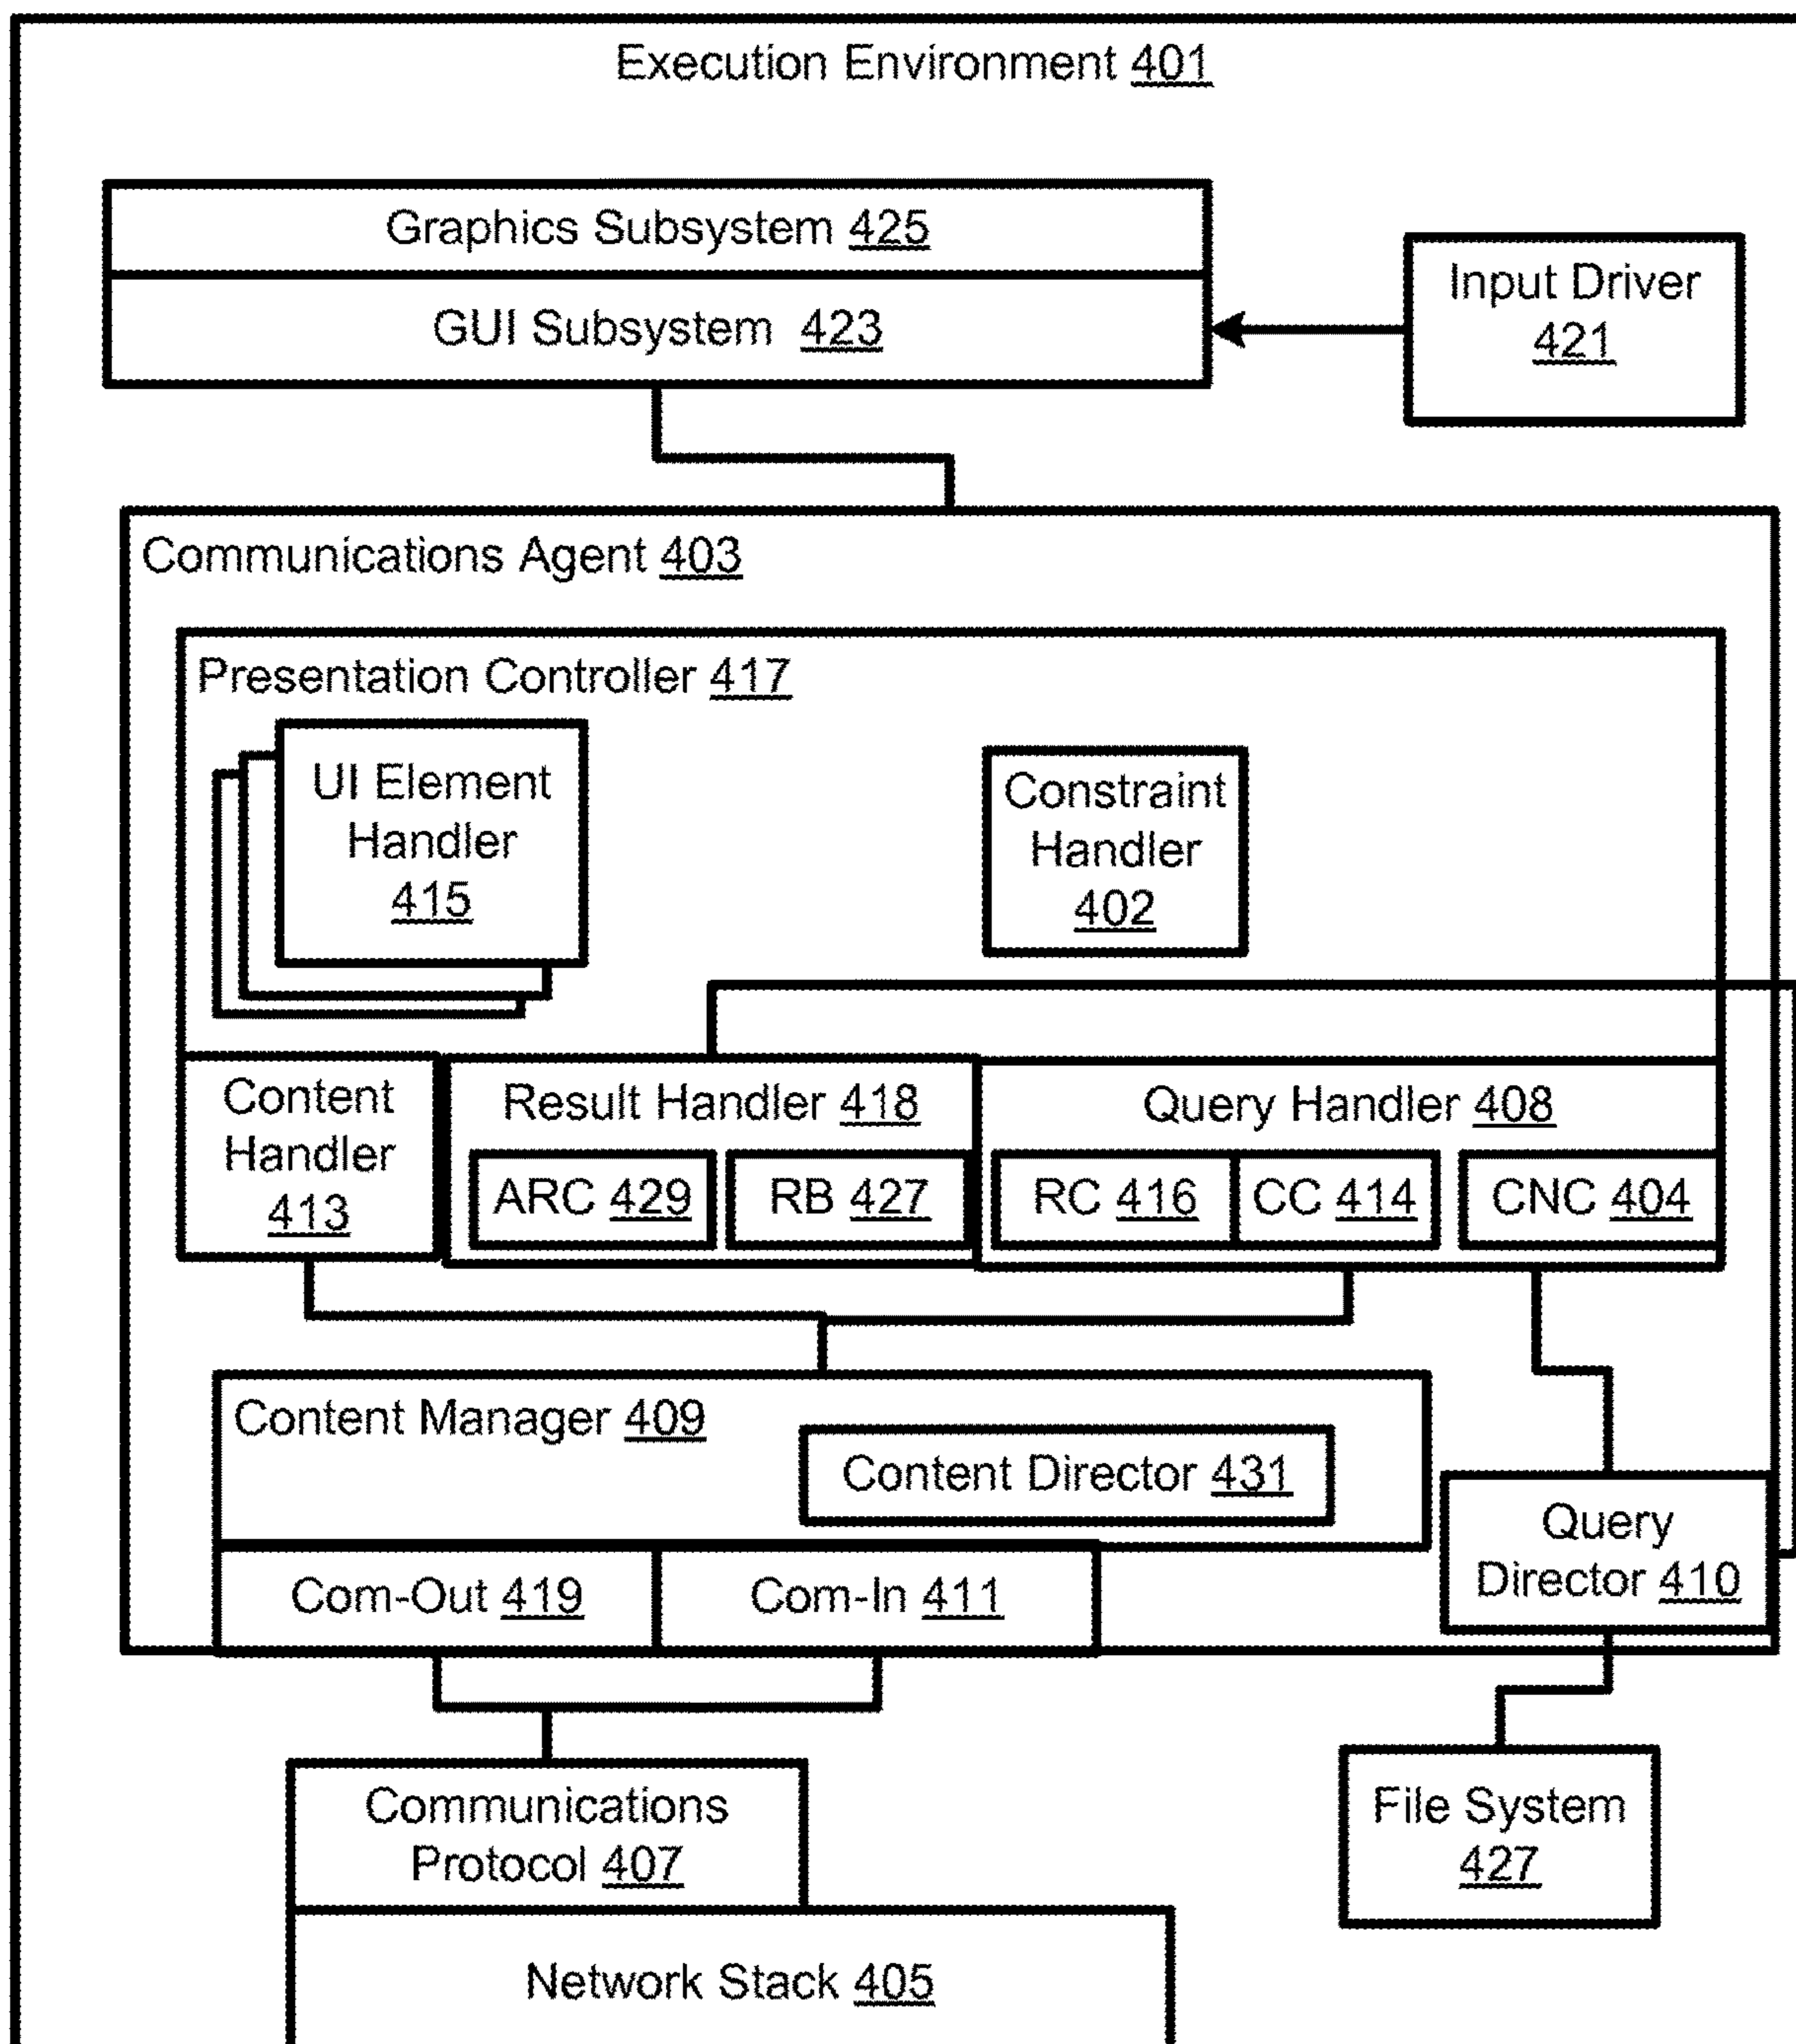 Execution Environment 401
Graphics Subsystem 425
GUI Subsystem 423
Input Driver
421
Communications Agent 403
Presentation Controller 417
UI Element
Handler
415
Constraint
Handler
402
Content
Handler
413
Result Handler 418
ARC 429
RB 427
Query Handler 408
RC 416
CC 414
CNC 404
Content Manager 409
Content Director 431
Query
Director 410
Com-Out 419
Com-In 411
Communications
Protocol 407
File System
427
Network Stack 405